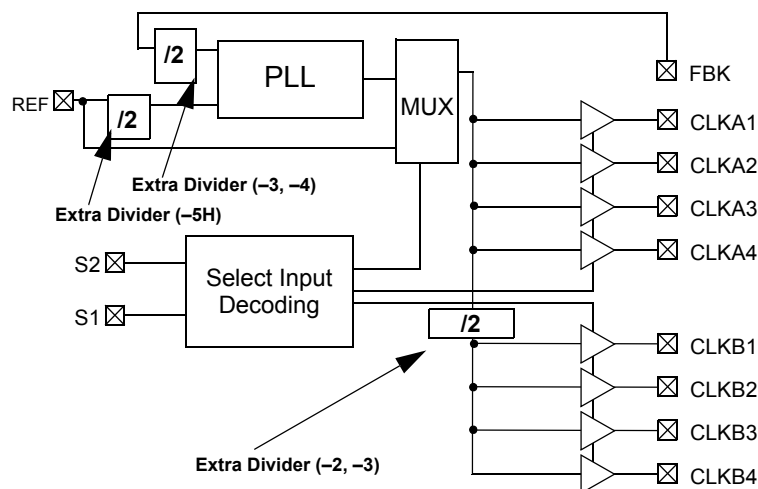 /2
PLL
FBK
MUX
REF
/2
CLKA1
CLKA2
Extra Divider (–3, –4)
CLKA3
Extra Divider (–5H)
CLKA4
S2
Select Input
Decoding
S1
/2
CLKB1
CLKB2
CLKB3
Extra Divider (–2, –3)
CLKB4